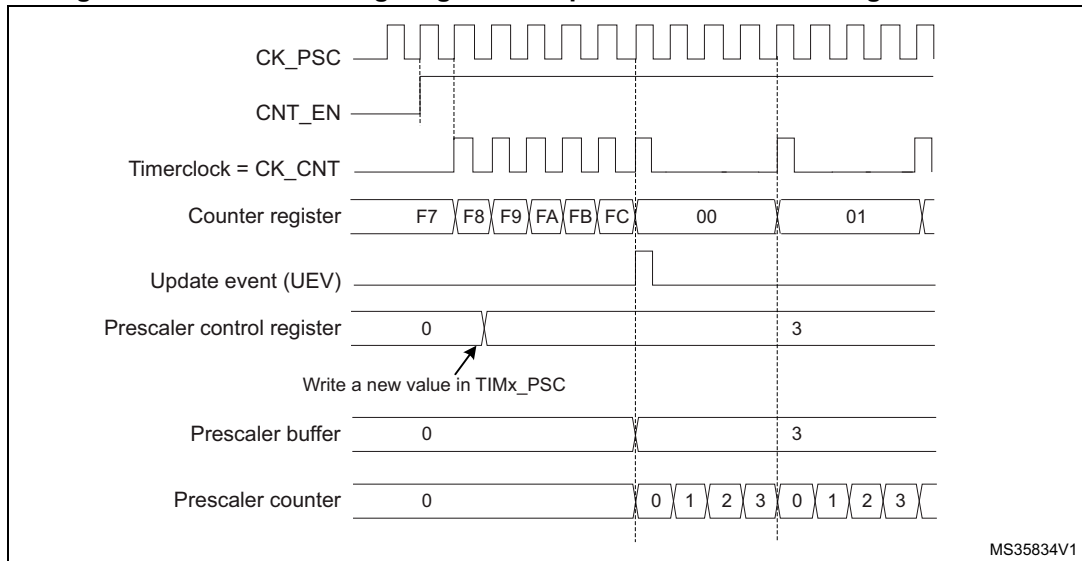 CK_PSC
CNT_EN
Timerclock = CK_CNT
Counter register F7 F8 F9 FA FB FC 00 01
Update event (UEV)
Prescaler control register 0 3
Write a new value in TIMx_PSC
Prescaler buffer 0 3
Prescaler counter 0 0 1 2 3 0 1 2 3
MS35834V1